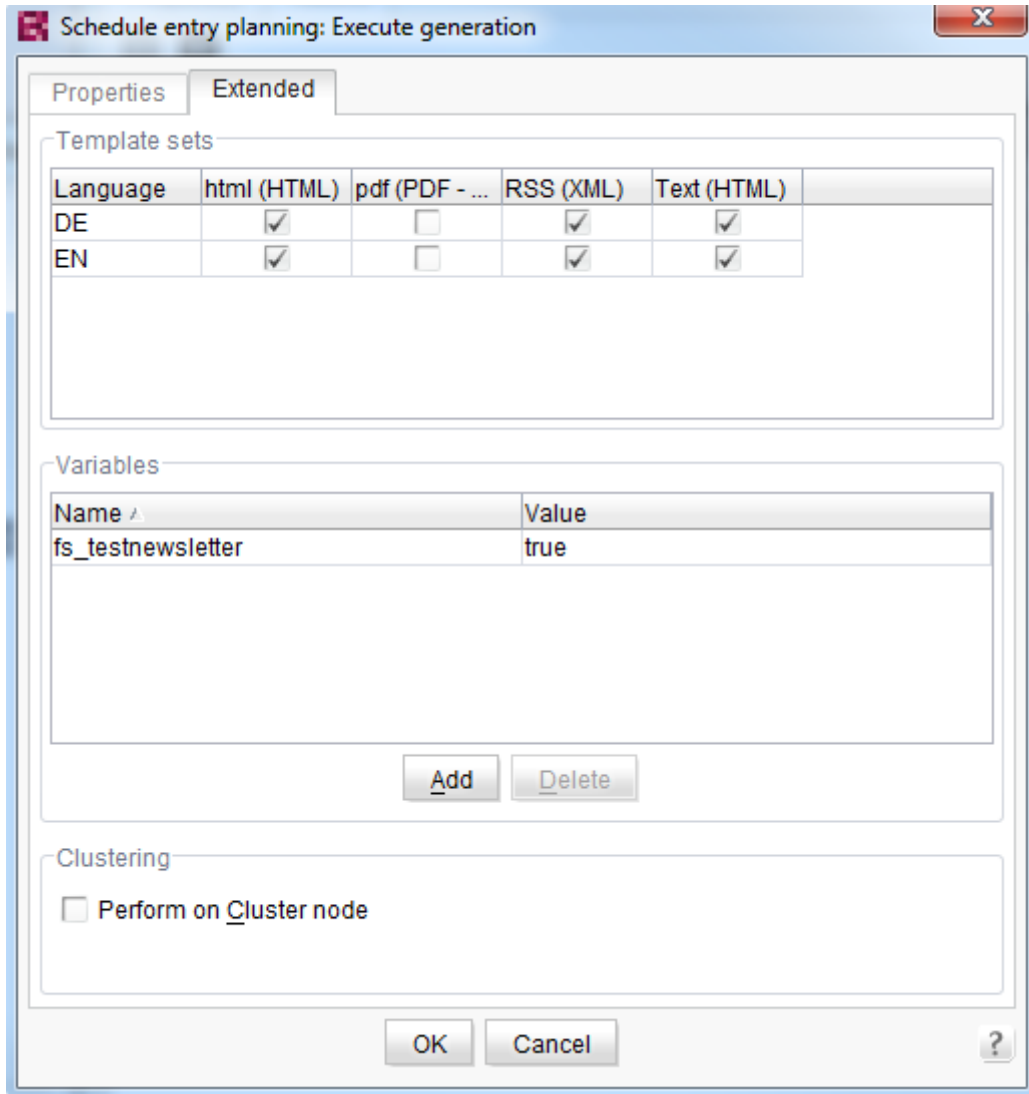 Schedule entry planning: Execute generation
x
Properties Extended
Template sets
Language html (HTML) pdf (PDF - ... RSS (XML) Text (HTML)
DE
EN
Variables
Name Value
fs_testnewsletter true
Add Delete
Clustering
Perform on Cluster node
OK Cancel ?